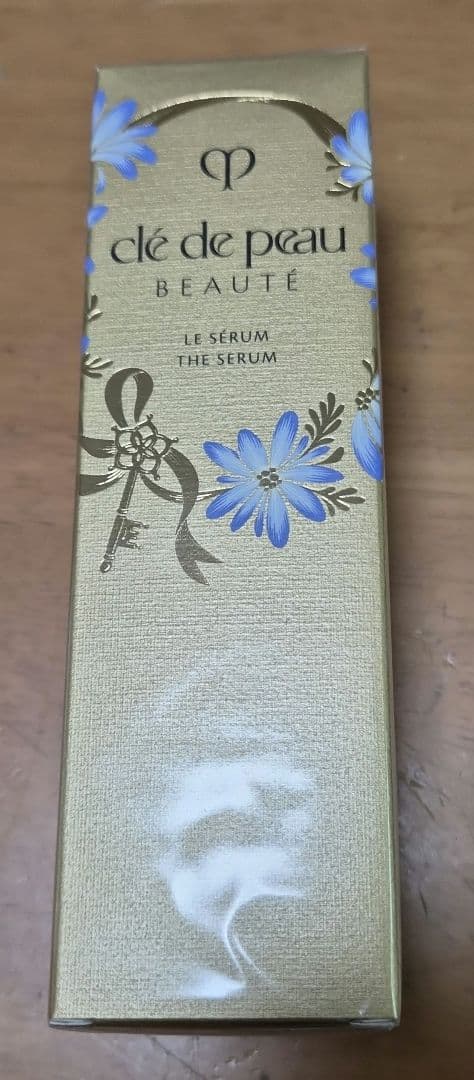 clé de peau
BEAUTÉ
LE SÉRUM
THE SERUM